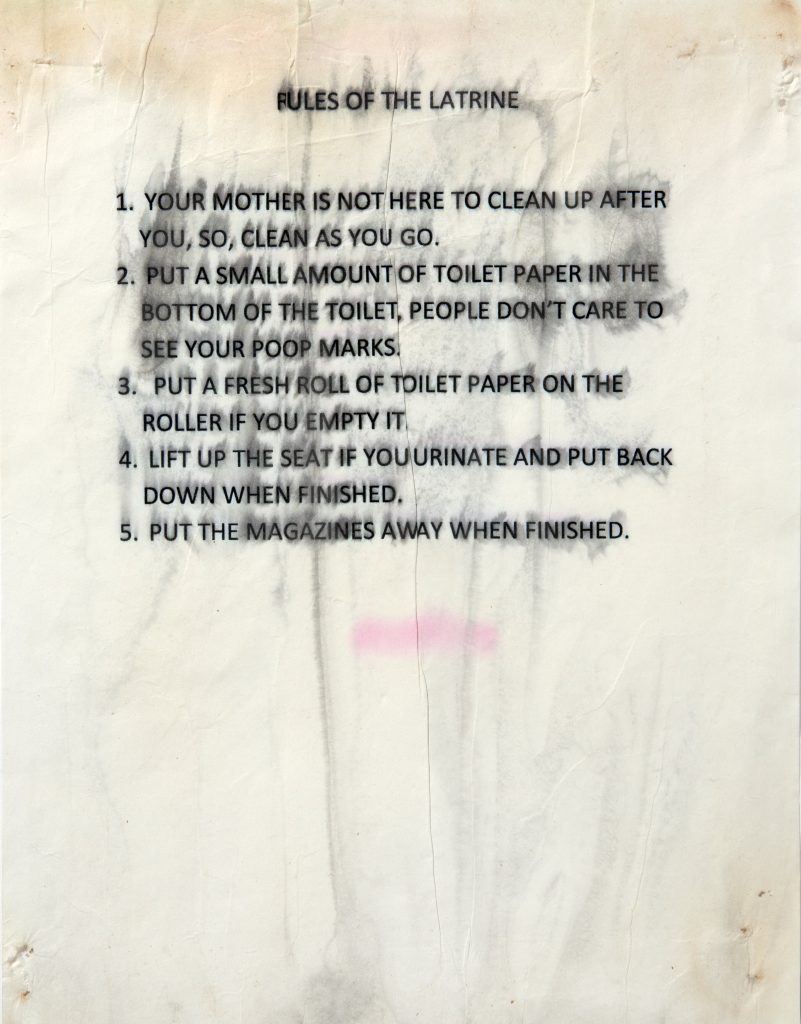 RULES OF THE LATRINE
1. YOUR MOTHER IS NOT HERE TO CLEAN UP AFTER
YOU, SO, CLEAN AS YOU GO.
2. PUT A SMALL AMOUNT OF TOILET PAPER IN THE
BOTTOM OF THE TOILET, PEOPLE DON'T CARE TO
SEE YOUR POOP MARKS.
3. PUT A FRESH ROLL OF TOILET PAPER ON THE
ROLLER IF YOU EMPTY IT.
4. LIFT UP THE SEAT IF YOU URINATE AND PUT BACK
DOWN WHEN FINISHED.
5. PUT THE MAGAZINES AWAY WHEN FINISHED.